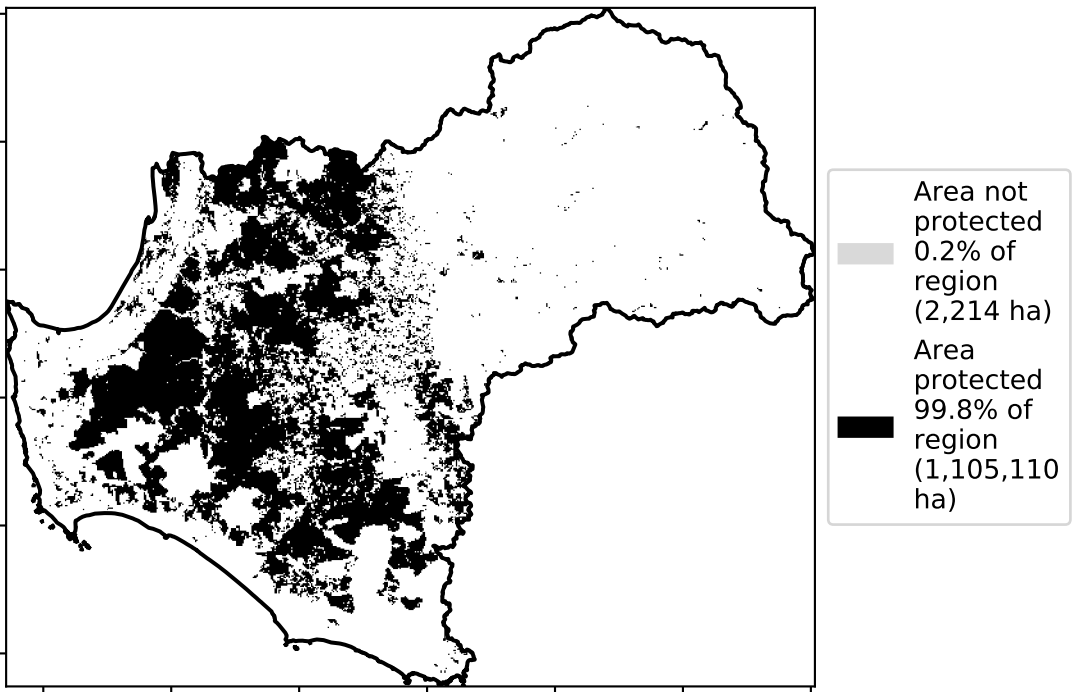 Area not
protected
0.2% of
region
(2,214 ha)
Area
protected
99.8% of
region
(1,105,110
ha)